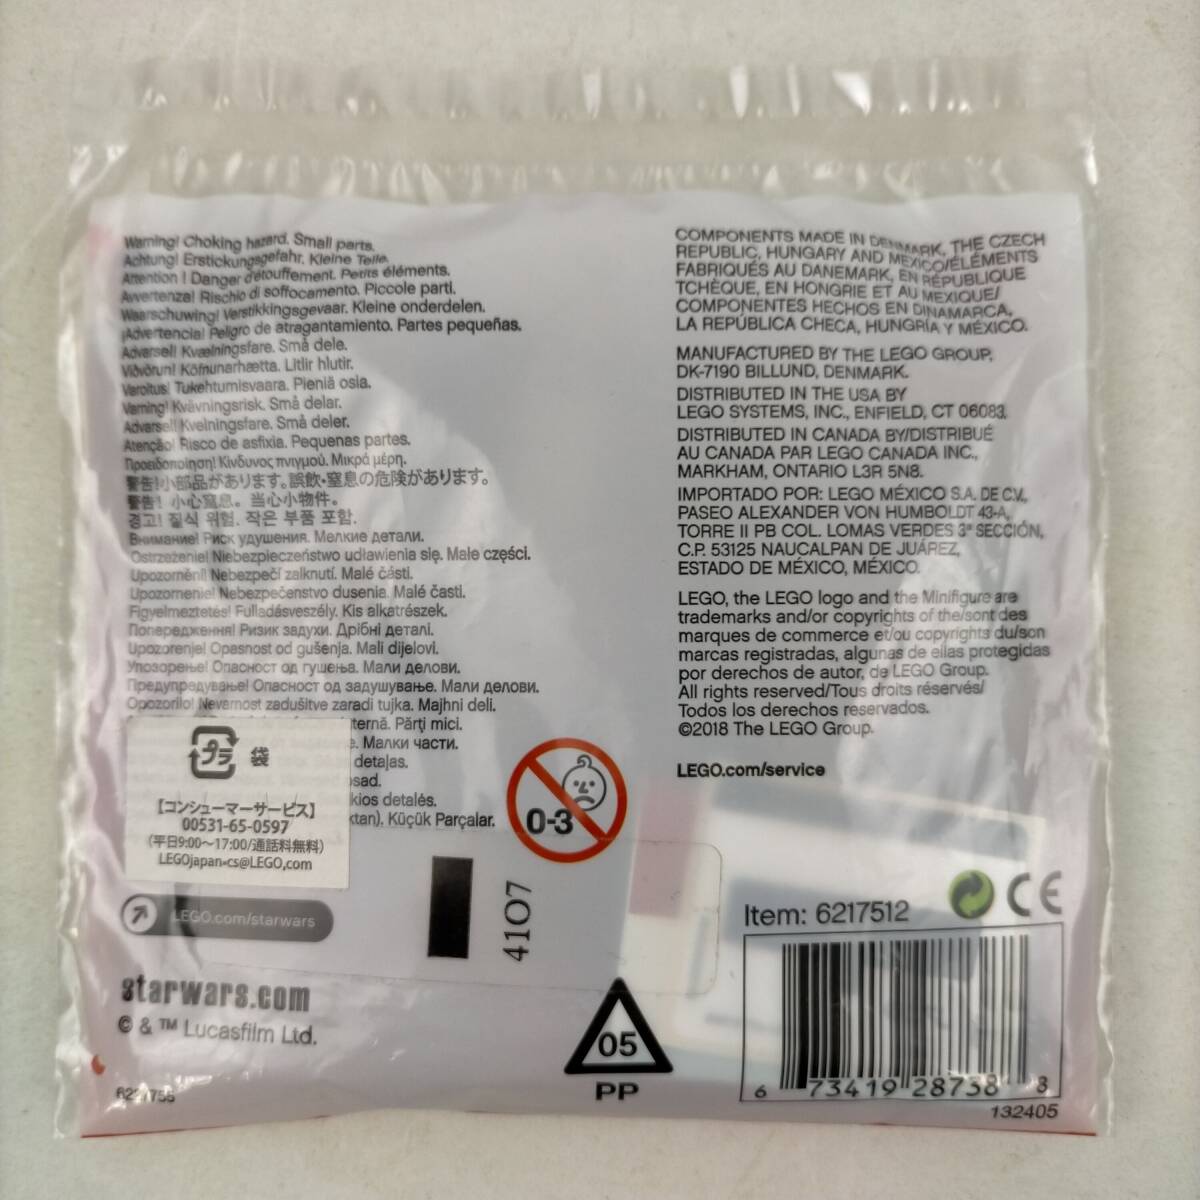 Warning! Choking hazard. Small parts.
Achtung! Erstickungsgefahr. Kleine Teile.
Attention ! Danger d'étouffement. Petits éléments.
Avvertenza! Rischio di soffocamento. Piccole parti.
Waarschuwing! Verstikkingsgevaar. Kleine onderdelen.
¡Advertencia! Peligro de atragantamiento. Partes pequeñas.
Advarsel! Kvælningsfare. Små dele.
Viðvörun! Köfnunarhætta. Litlir hlutir.
Varoitus! Tukehtumisvaara. Pieniä osia.
Varning! Kvävningsrisk. Små delar.
Advarsel! Kvelningsfare. Små deler.
Atenção! Risco de asfixia. Pequenas partes.
Προειδοποίηση! Κίνδυνος πνιγμού. Μικρά μέρη.
警告!小部品があります。誤飲・窒息の危険があります。
警告! 小心窒息。当心小物件。
경고! 질식 위험. 작은 부품 포함.
Внимание! Риск удушения. Мелкие детали.
Ostrzeżenie! Niebezpieczeństwo udławienia się. Małe części.
Upozornění! Nebezpečí zalknutí. Malé části.
Upozornenie! Nebezpečenstvo dusenia. Malé časti.
Figyelmeztetés! Fulladásveszély. Kis alkatrészek.
Попередження! Ризик задухи. Дрібні деталі.
Upozorenje! Opasnost od gušenja. Mali dijelovi.
Упозорење! Опасност од гушења. Мали делови.
Предупредување! Опасност од задушување. Мали делови.
Opozorilo! Nevarnost zadušitve zaradi tujka. Majhni deli.
ternă. Părţi mici.
е. Малки части.
detaļas.
osad.
kios detalės.
ktan). Küçük Parçalar.
プラ 袋
【コンシューマーサービス】
00531-65-0597
(平日9:00～17:00/通話料無料)
LEGOjapan-cs@LEGO.com
LEGO.com/starwars
starwars.com
© & ™ Lucasfilm Ltd.
4107
0-3
05
PP
COMPONENTS MADE IN DENMARK, THE CZECH
REPUBLIC, HUNGARY AND MEXICO/ÉLÉMENTS
FABRIQUÉS AU DANEMARK, EN RÉPUBLIQUE
TCHÈQUE, EN HONGRIE ET AU MEXIQUE/
COMPONENTES HECHOS EN DINAMARCA,
LA REPÚBLICA CHECA, HUNGRÍA Y MÉXICO.
MANUFACTURED BY THE LEGO GROUP,
DK-7190 BILLUND, DENMARK.
DISTRIBUTED IN THE USA BY
LEGO SYSTEMS, INC., ENFIELD, CT 06083.
DISTRIBUTED IN CANADA BY/DISTRIBUÉ
AU CANADA PAR LEGO CANADA INC.,
MARKHAM, ONTARIO L3R 5N8.
IMPORTADO POR: LEGO MÉXICO S.A. DE C.V.,
PASEO ALEXANDER VON HUMBOLDT 43-A,
TORRE II PB COL. LOMAS VERDES 3ª SECCIÓN,
C.P. 53125 NAUCALPAN DE JUÁREZ,
ESTADO DE MÉXICO, MÉXICO.
LEGO, the LEGO logo and the Minifigure are
trademarks and/or copyrights of the/sont des
marques de commerce et/ou copyrights du/son
marcas registradas, algunas de ellas protegidas
por derechos de autor, de LEGO Group.
All rights reserved/Tous droits réservés/
Todos los derechos reservados.
©2018 The LEGO Group.
LEGO.com/service
CE
Item: 6217512
6 73419 28738 8
132405